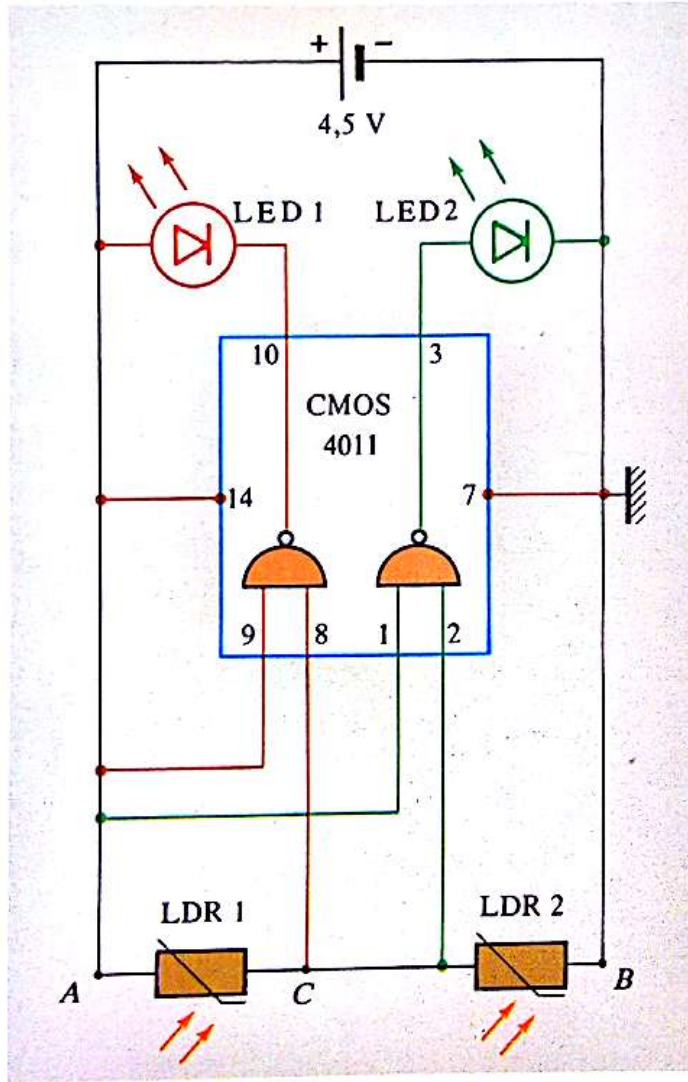 + −
4,5 V
LED 1 LED2
10 3
CMOS
4011
14 7
9 8 1 2
LDR 1 LDR 2
A C B